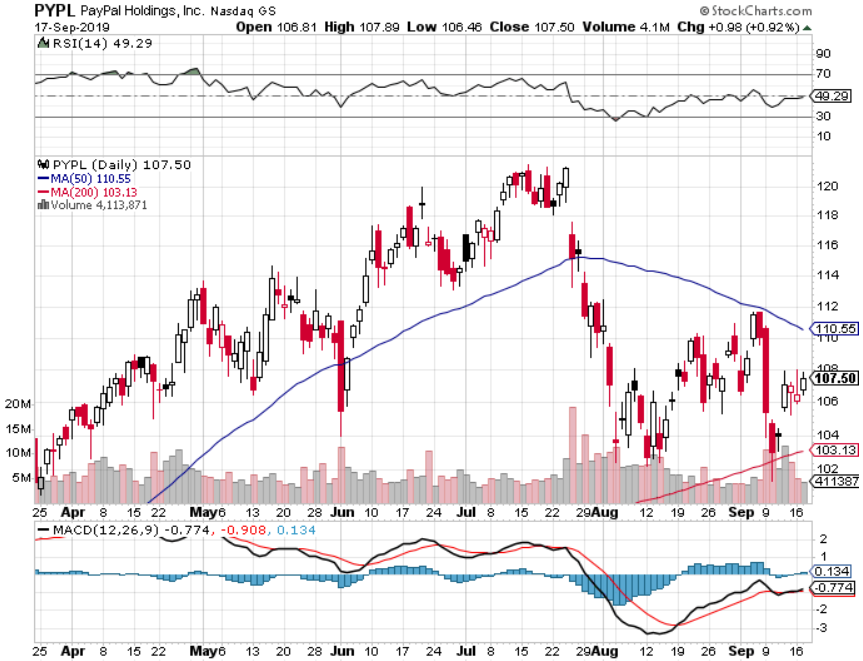 PYPL PayPal Holdings, Inc. Nasdaq GS © StockCharts.com
17-Sep-2019 Open 106.81 High 107.89 Low 106.46 Close 107.50 Volume 4.1M Chg +0.98 (+0.92%)
RSI(14) 49.29
90
70
49.29
30
10
PYPL (Daily) 107.50
MA(50) 110.55
MA(200) 103.13
Volume 4,113,871
120
118
116
114
112
110.55
110
108
107.50
106
104
103.13
102
411387
20M
15M
10M
5M
25 Apr 8 15 22 May 6 13 20 28 Jun 10 17 24 Jul 8 15 22 29 Aug 12 19 26 Sep 9 16
MACD(12,26,9) -0.774, -0.908, 0.134
2
1
0.134
-0.774
-2
-3
25 Apr 8 15 22 May 6 13 20 28 Jun 10 17 24 Jul 8 15 22 29 Aug 12 19 26 Sep 9 16